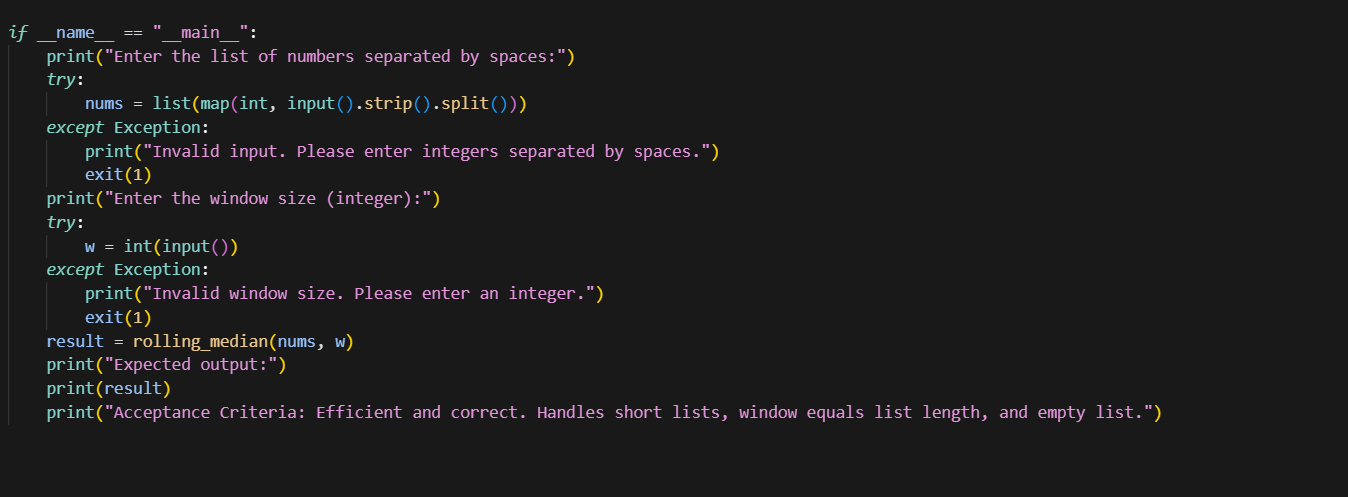 if __name__ == "__main__":
    print("Enter the list of numbers separated by spaces:")
    try:
        nums = list(map(int, input().strip().split()))
    except Exception:
        print("Invalid input. Please enter integers separated by spaces.")
        exit(1)
    print("Enter the window size (integer):")
    try:
        w = int(input())
    except Exception:
        print("Invalid window size. Please enter an integer.")
        exit(1)
    result = rolling_median(nums, w)
    print("Expected output:")
    print(result)
    print("Acceptance Criteria: Efficient and correct. Handles short lists, window equals list length, and empty list.")